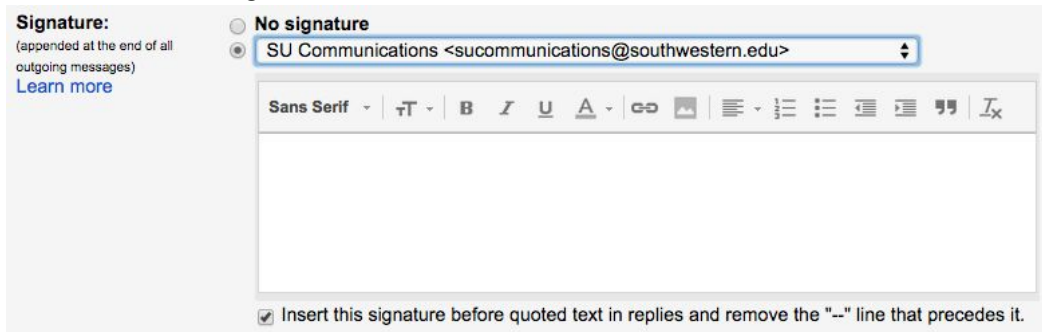 Signature:
(appended at the end of all
outgoing messages)
Learn more
No signature
SU Communications <sucommunications@southwestern.edu>
Sans Serif
Insert this signature before quoted text in replies and remove the "--" line that precedes it.